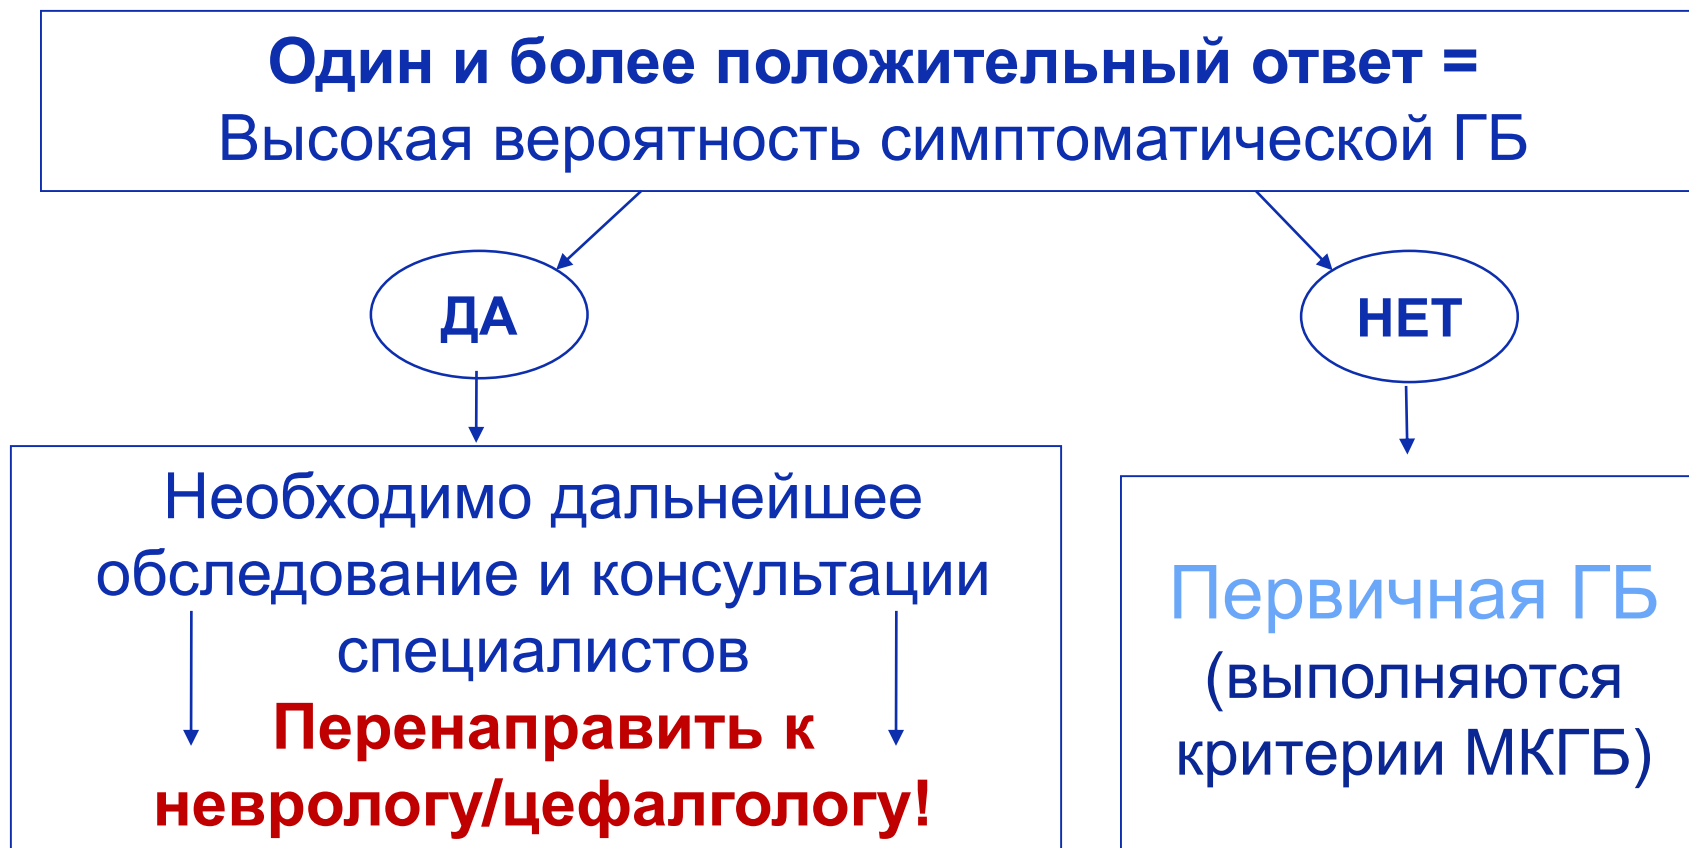 Один и более положительный ответ =
Высокая вероятность симптоматической ГБ
ДА
НЕТ
Необходимо дальнейшее
обследование и консультации
специалистов
Перенаправить к
неврологу/цефалгологу!
Первичная ГБ
(выполняются
критерии МКГБ)